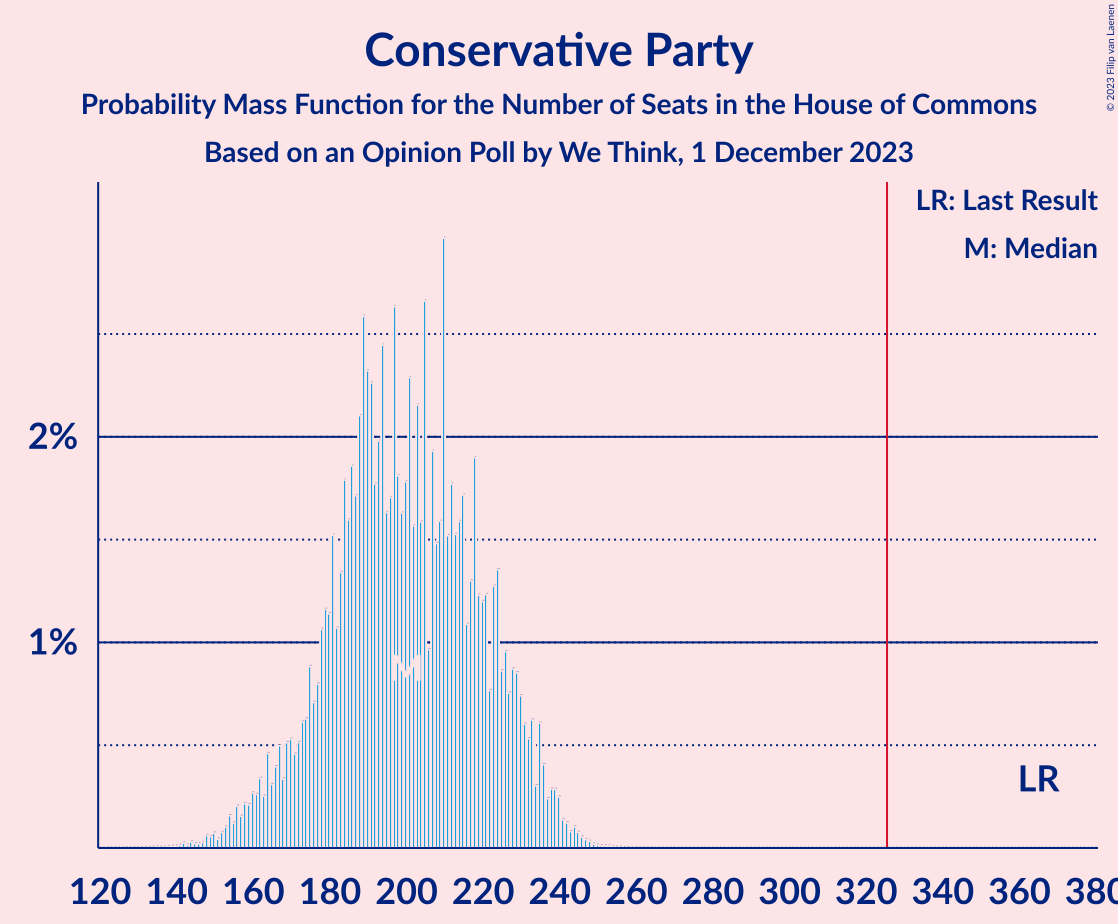 Conservative Party
Probability Mass Function for the Number of Seats in the House of Commons
Based on an Opinion Poll by We Think, 1 December 2023
© 2023 Filip van Laenen
LR: Last Result
M: Median
2%
1%
M
LR
120 140 160 180 200 220 240 260 280 300 320 340 360 380